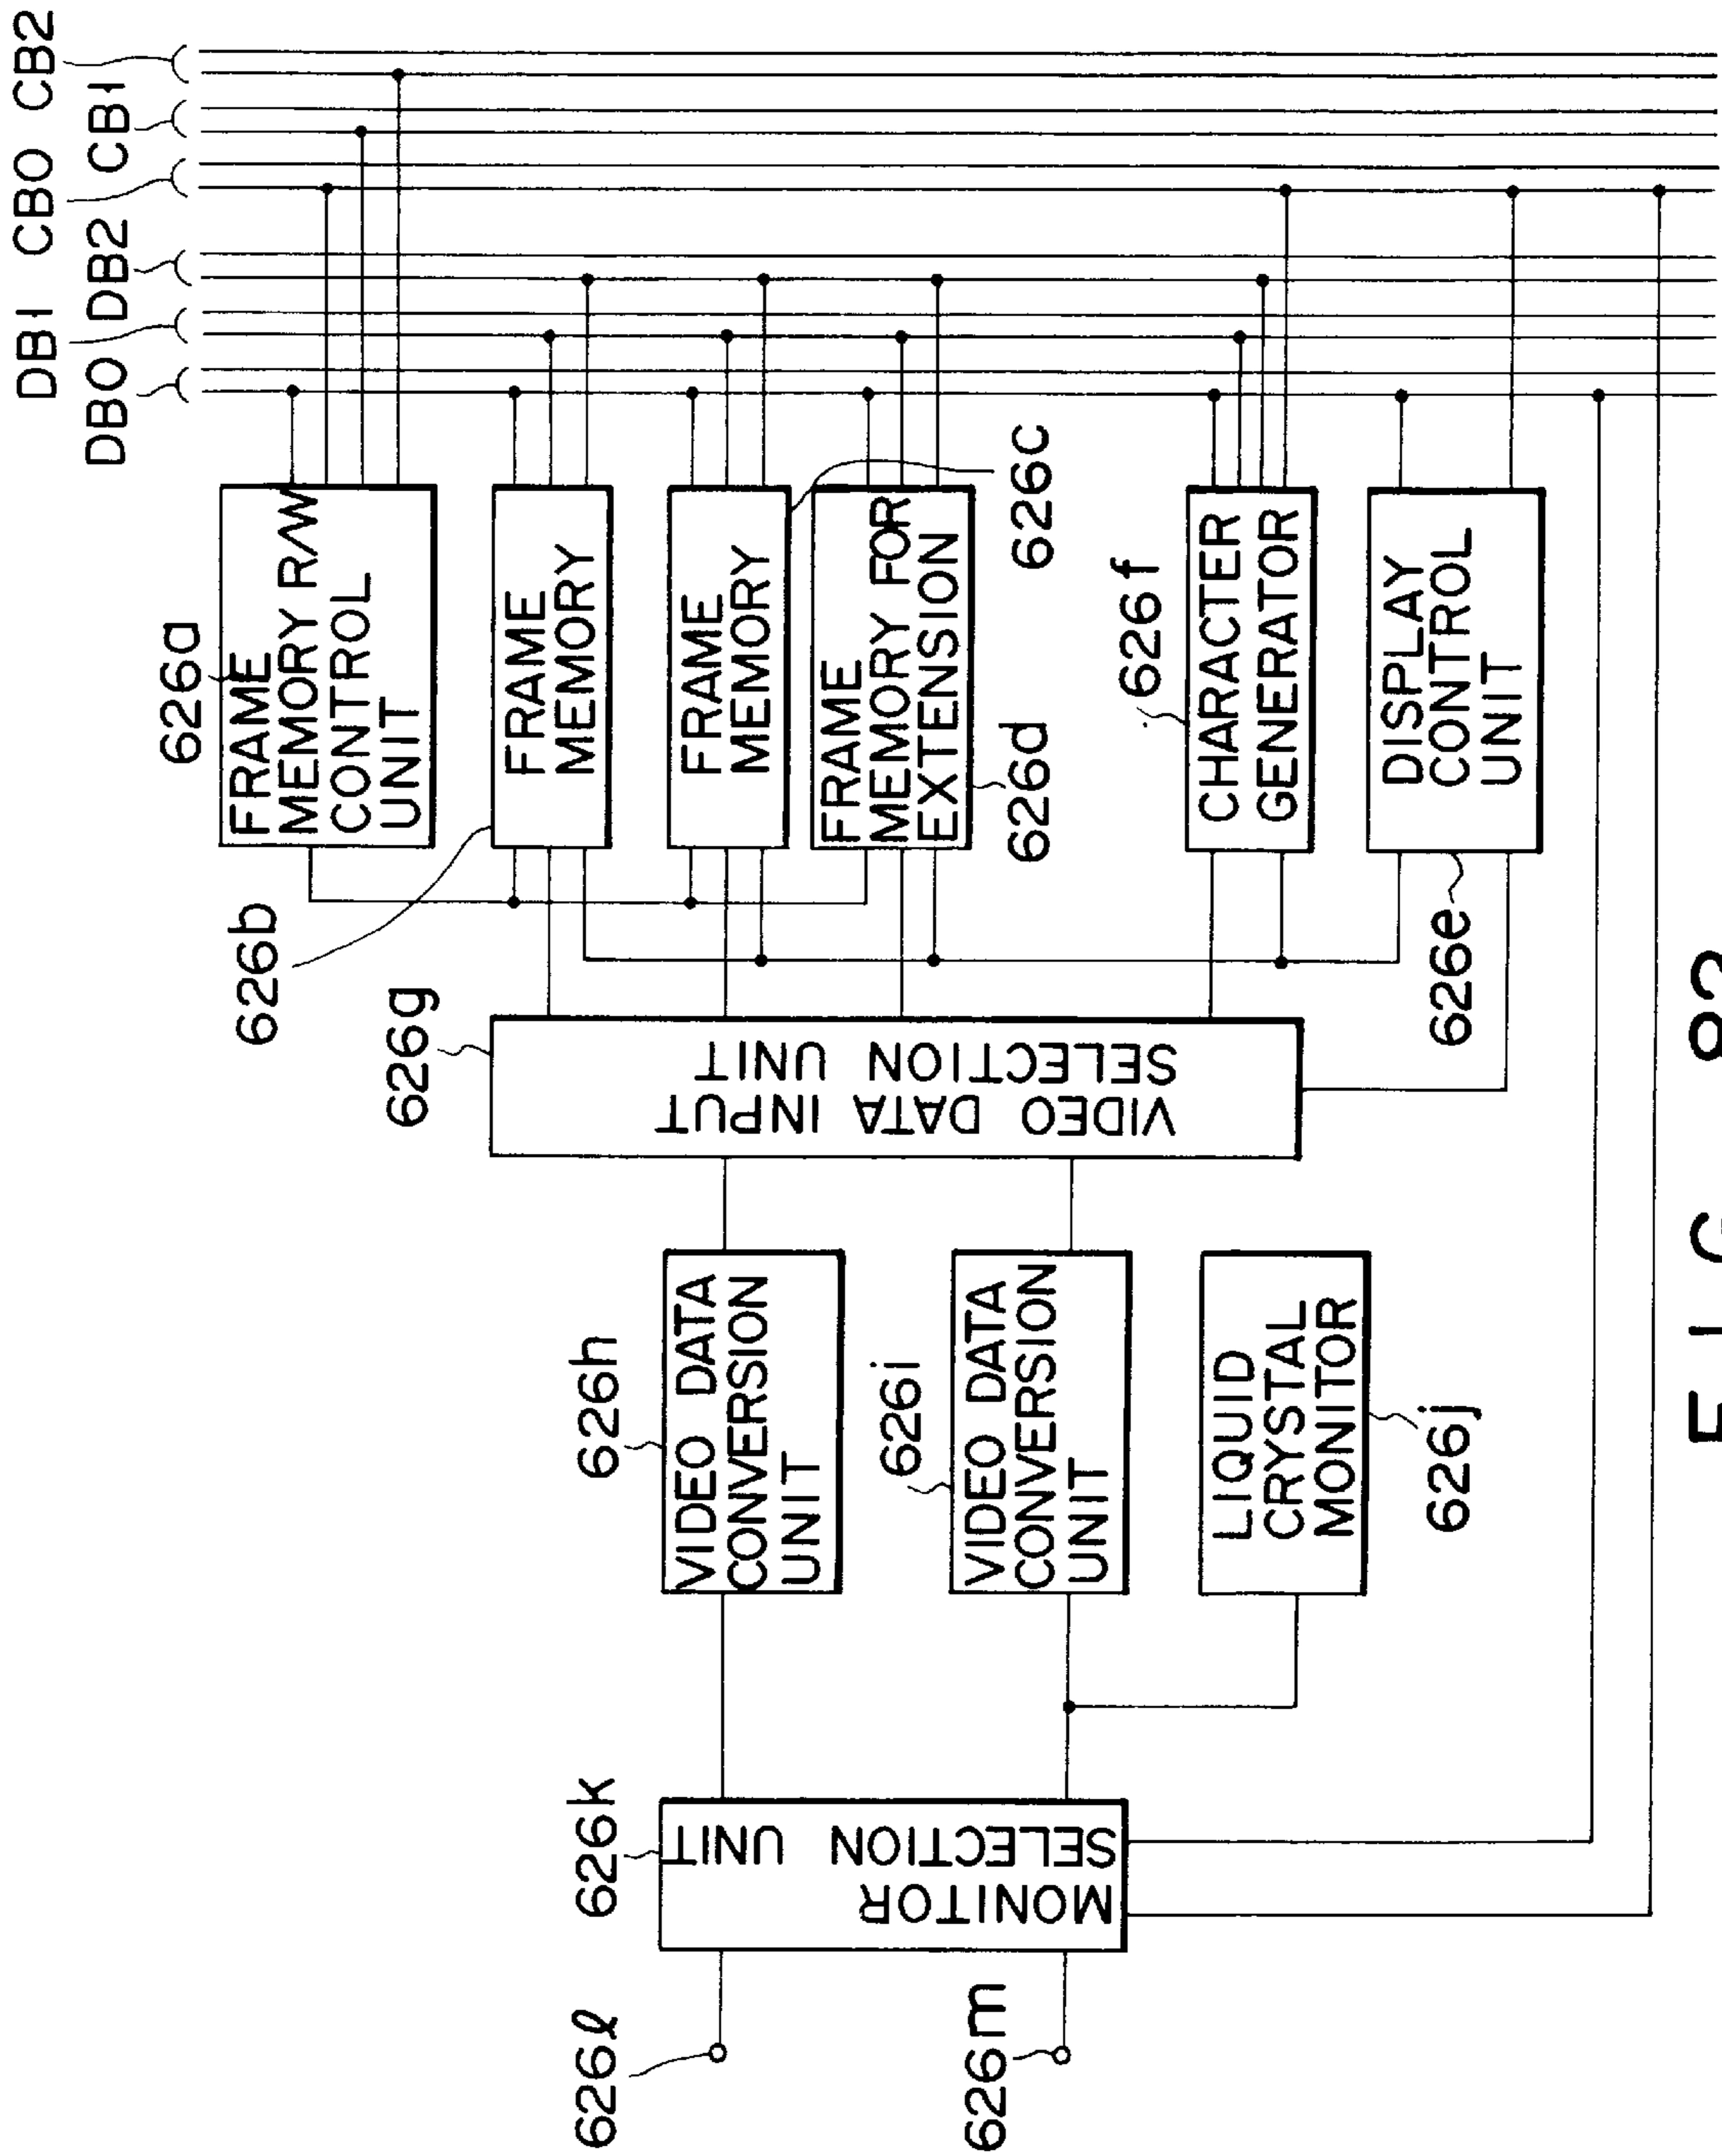 DB1 CB0 CB2
DB0 DB2 CB1
626a
FRAME
MEMORY R/W
CONTROL
UNIT
626b
FRAME
MEMORY
FRAME
MEMORY
626c
FRAME
MEMORY FOR
EXTENSION
626d
626f
CHARACTER
GENERATOR
DISPLAY
CONTROL
UNIT
626e
626g
VIDEO DATA INPUT
SELECTION UNIT
626h
VIDEO DATA
CONVERSION
UNIT
626i
VIDEO DATA
CONVERSION
UNIT
LIQUID
CRYSTAL
MONITOR
626j
626k
MONITOR
SELECTION UNIT
626ℓ
626m